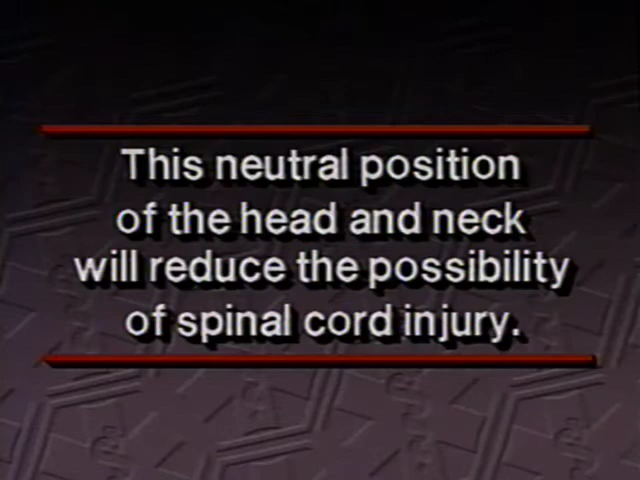 This neutral position
of the head and neck
will reduce the possibility
of spinal cord injury.